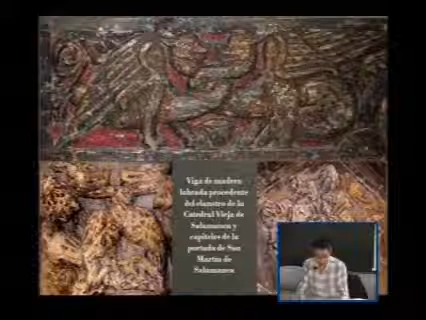 Viga de madera
labrada procedente
del claustro de la
Catedral Vieja de
Salamanca y
capiteles de la
portada de San
Martín de
Salamanca